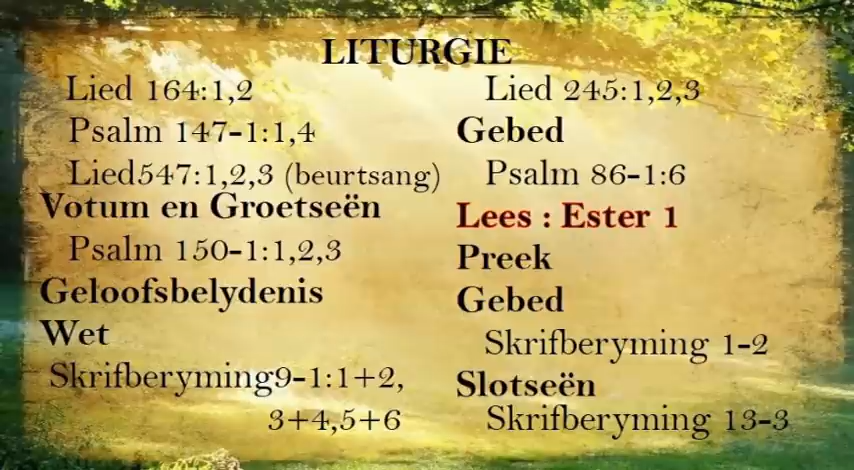 LITURGIE
Lied 164:1,2
Psalm 147-1:1,4
Lied547:1,2,3 (beurtsang)
Votum en Groetseën
Psalm 150-1:1,2,3
Geloofsbelydenis
Wet
Skrifberyming9-1:1+2,
3+4,5+6
Lied 245:1,2,3
Gebed
Psalm 86-1:6
Lees : Ester 1
Preek
Gebed
Skrifberyming 1-2
Slotseën
Skrifberyming 13-3